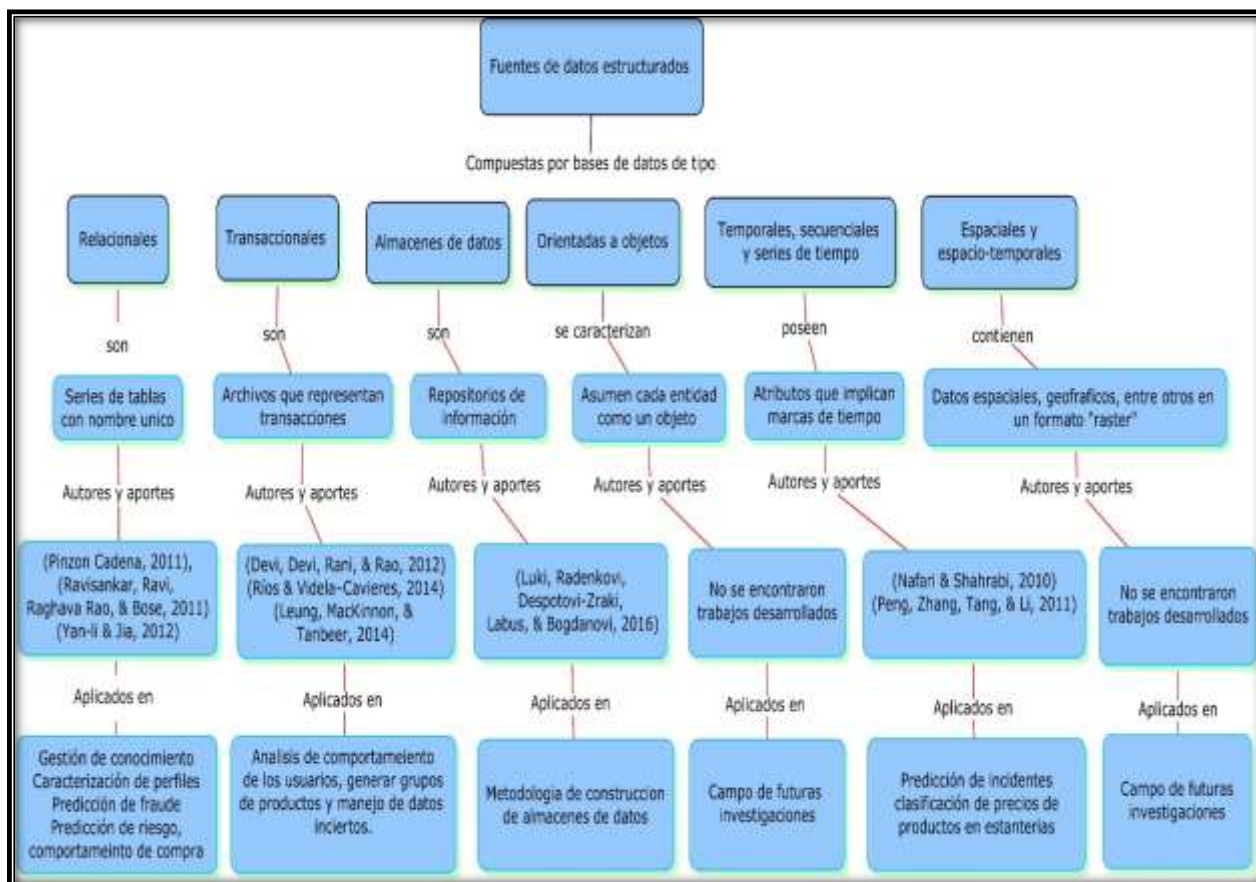 Fuentes de datos estructurados
Compuestas por bases de datos de tipo
Relacionales
Transaccionales
Almacenes de datos
Orientadas a objetos
Temporales, secuenciales
y series de tiempo
Espaciales y
espacio-temporales
son
son
son
se caracterizan
poseen
contienen
Series de tablas
con nombre unico
Archivos que representan
transacciones
Repositorios de
información
Asumen cada entidad
como un objeto
Atributos que implican
marcas de tiempo
Datos espaciales, geograficos, entre otros en
un formato "raster"
Autores y aportes
Autores y aportes
Autores y aportes
Autores y aportes
Autores y aportes
Autores y aportes
(Pinzon Cadena, 2011),
(Ravisankar, Ravi,
Raghava Rao, & Bose, 2011)
(Yan-li & Jia, 2012)
(Devi, Devi, Rani, & Rao, 2012)
(Ríos & Videla-Cavieres, 2014)
(Leung, MacKinnon, &
Tanbeer, 2014)
(Luki, Radenkovi,
Despotovi-Zraki,
Labus, & Bogdanovi, 2016)
No se encontraron
trabajos desarrollados
(Nafari & Shahrabi, 2010)
(Peng, Zhang, Tang, & Li, 2011)
No se encontraron
trabajos desarrollados
Aplicados en
Aplicados en
Aplicados en
Aplicados en
Aplicados en
Aplicados en
Gestión de conocimiento
Caracterización de perfiles
Predicción de fraude
Predicción de riesgo,
comportameinto de compra
Analisis de comportameiento
de los usuarios, generar grupos
de productos y manejo de datos
inciertos.
Metodologia de construccion
de almacenes de datos
Campo de futuras
investigaciones
Predicción de incidentes
clasificación de precios de
productos en estanterias
Campo de futuras
investigaciones